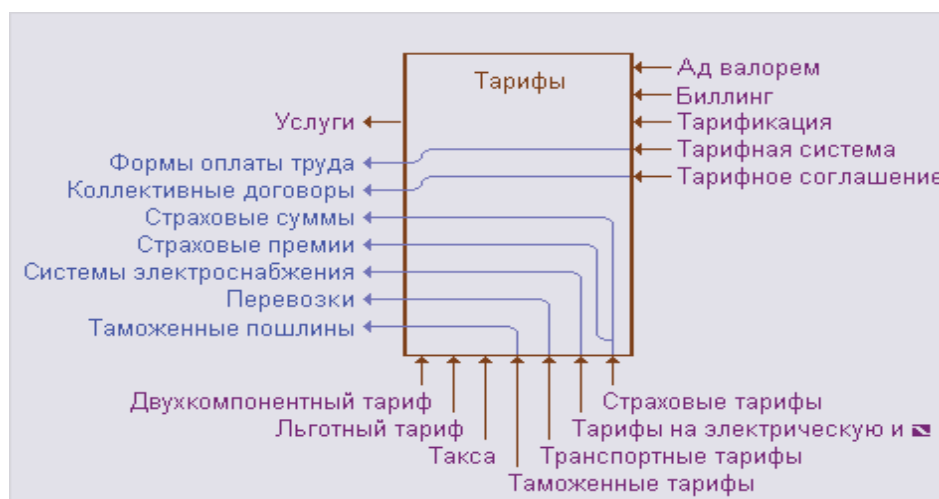 Тарифы
Ад валорем
Биллинг
Услуги
Тарификация
Тарифная система
Формы оплаты труда
Тарифное соглашение
Коллективные договоры
Страховые суммы
Страховые премии
Системы электроснабжения
Перевозки
Таможенные пошлины
Двухкомпонентный тариф
Страховые тарифы
Льготный тариф
Тарифы на электрическую и
Такса
Транспортные тарифы
Таможенные тарифы